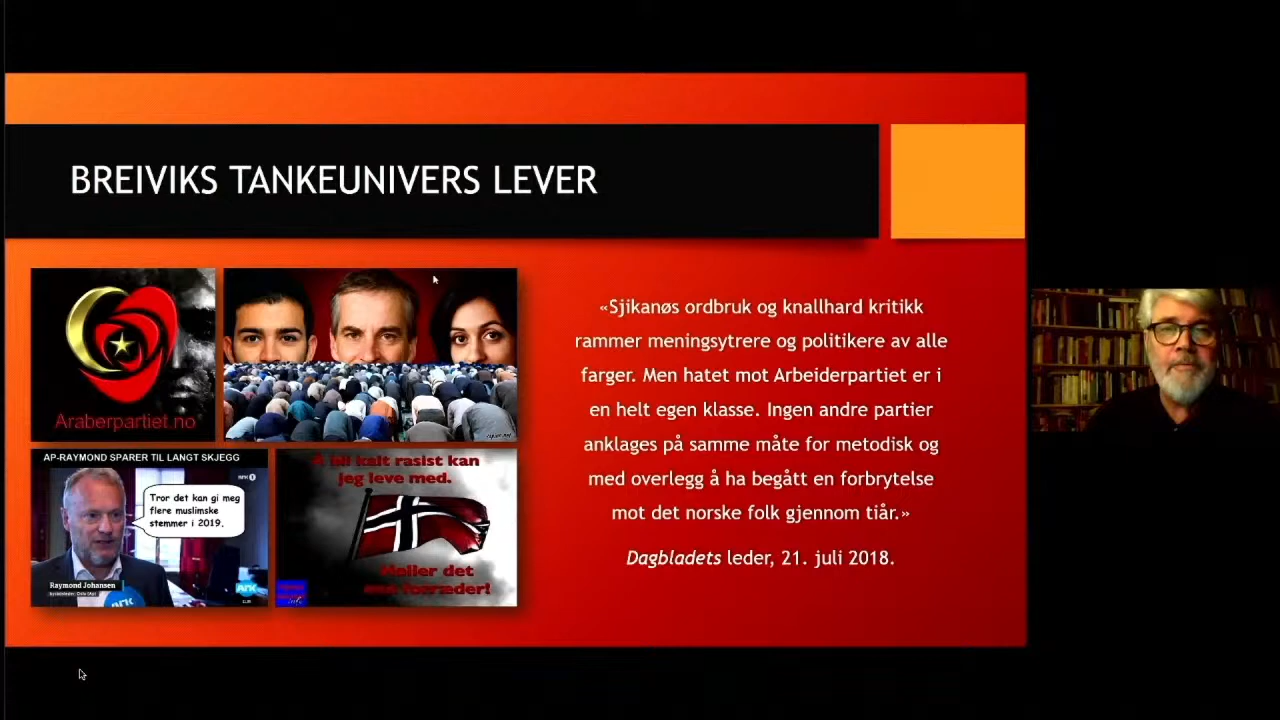 BREIVIKS TANKEUNIVERS LEVER
Araberpartiet.no
AP-RAYMOND SPARER TIL LANGT SKJEGG
NRK 1
Tror det kan gi meg
flere muslimske
stemmer i 2019.
Raymond Johansen
NRK
NRK
kalt rasist kan
jeg leve med.
Heller det
«Sjikanøs ordbruk og knallhard kritikk
rammer meningsytrere og politikere av alle
farger. Men hatet mot Arbeiderpartiet er i
en helt egen klasse. Ingen andre partier
anklages på samme måte for metodisk og
med overlegg å ha begått en forbrytelse
mot det norske folk gjennom tiår.»
Dagbladets leder, 21. juli 2018.